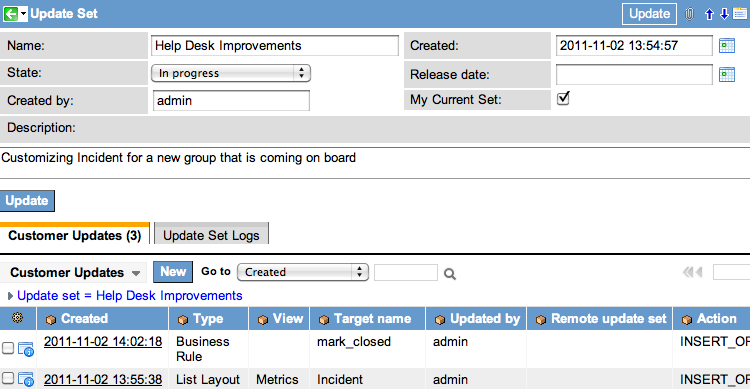 Update Set Update
Name: Help Desk Improvements Created: 2011-11-02 13:54:57
State: In progress Release date:
Created by: admin My Current Set:
Description:
Customizing Incident for a new group that is coming on board
Update
Customer Updates (3) Update Set Logs
Customer Updates New Go to Created
Update set = Help Desk Improvements
Created Type View Target name Updated by Remote update set Action
2011-11-02 14:02:18 Business Rule mark_closed admin INSERT_OR
2011-11-02 13:55:38 List Layout Metrics Incident admin INSERT_OR